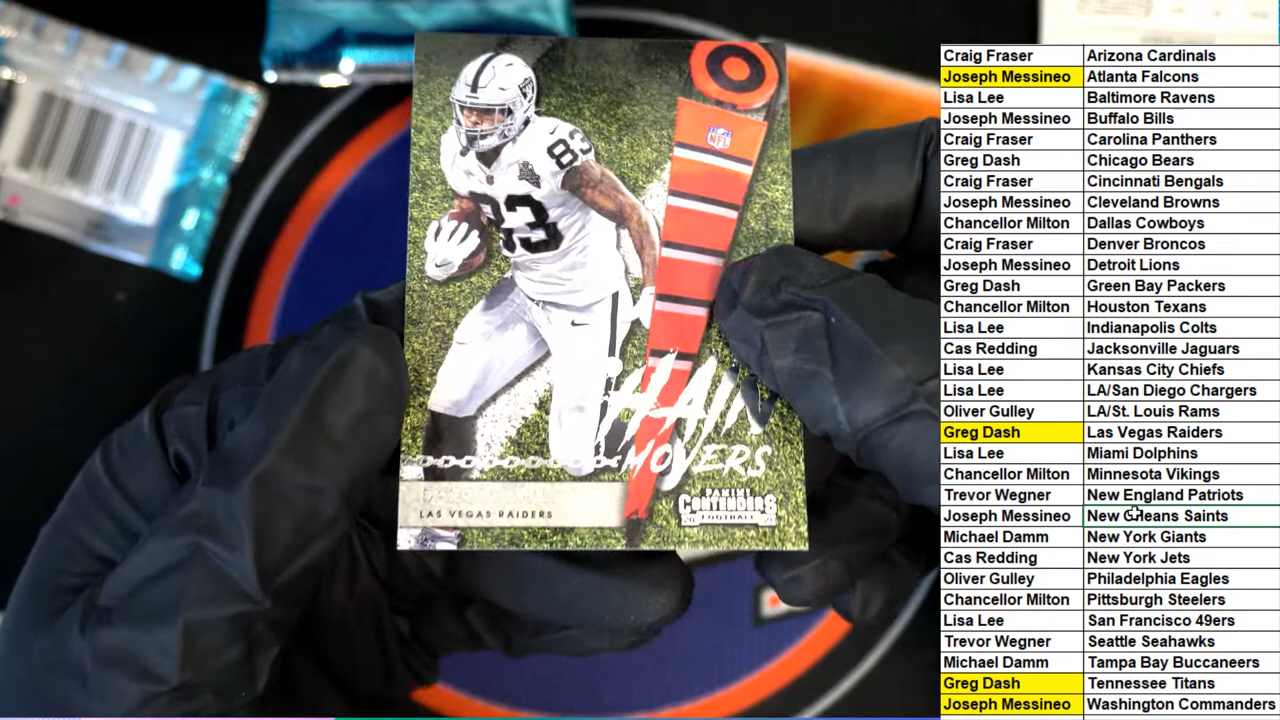 83
83
NFL
HAIN
MOVERS
LAS VEGAS RAIDERS
PANINI
CONTENDERS
FOOTBALL
Craig Fraser Arizona Cardinals
Joseph Messineo Atlanta Falcons
Lisa Lee Baltimore Ravens
Joseph Messineo Buffalo Bills
Craig Fraser Carolina Panthers
Greg Dash Chicago Bears
Craig Fraser Cincinnati Bengals
Joseph Messineo Cleveland Browns
Chancellor Milton Dallas Cowboys
Craig Fraser Denver Broncos
Joseph Messineo Detroit Lions
Greg Dash Green Bay Packers
Chancellor Milton Houston Texans
Lisa Lee Indianapolis Colts
Cas Redding Jacksonville Jaguars
Lisa Lee Kansas City Chiefs
Lisa Lee LA/San Diego Chargers
Oliver Gulley LA/St. Louis Rams
Greg Dash Las Vegas Raiders
Lisa Lee Miami Dolphins
Chancellor Milton Minnesota Vikings
Trevor Wegner New England Patriots
Joseph Messineo New Orleans Saints
Michael Damm New York Giants
Cas Redding New York Jets
Oliver Gulley Philadelphia Eagles
Chancellor Milton Pittsburgh Steelers
Lisa Lee San Francisco 49ers
Trevor Wegner Seattle Seahawks
Michael Damm Tampa Bay Buccaneers
Greg Dash Tennessee Titans
Joseph Messineo Washington Commanders